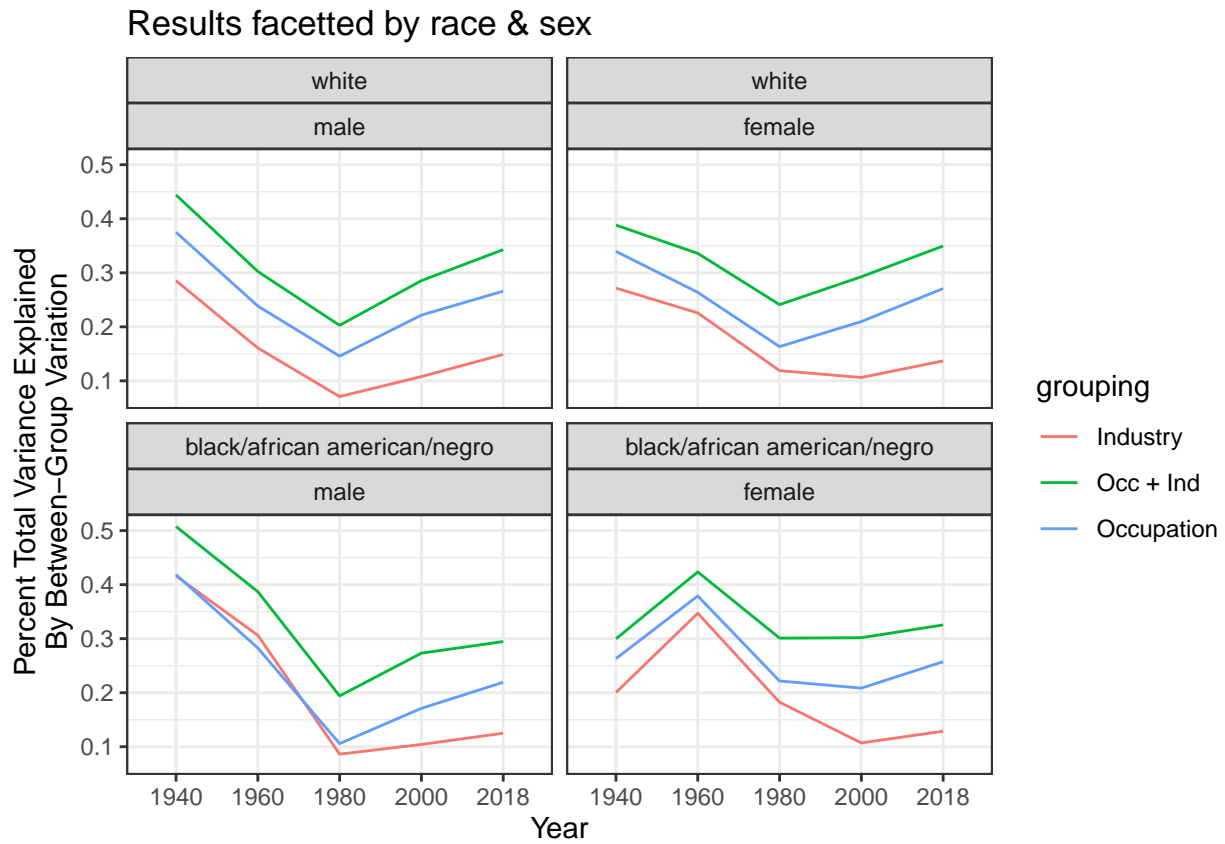 Results facetted by race & sex
white
white
male
female
0.5
0.4
0.3
0.2
0.1
black/african american/negro
black/african american/negro
male
female
0.5
0.4
0.3
0.2
0.1
1940 1960 1980 2000 2018
1940 1960 1980 2000 2018
Year
Percent Total Variance Explained
By Between−Group Variation
grouping
Industry
Occ + Ind
Occupation